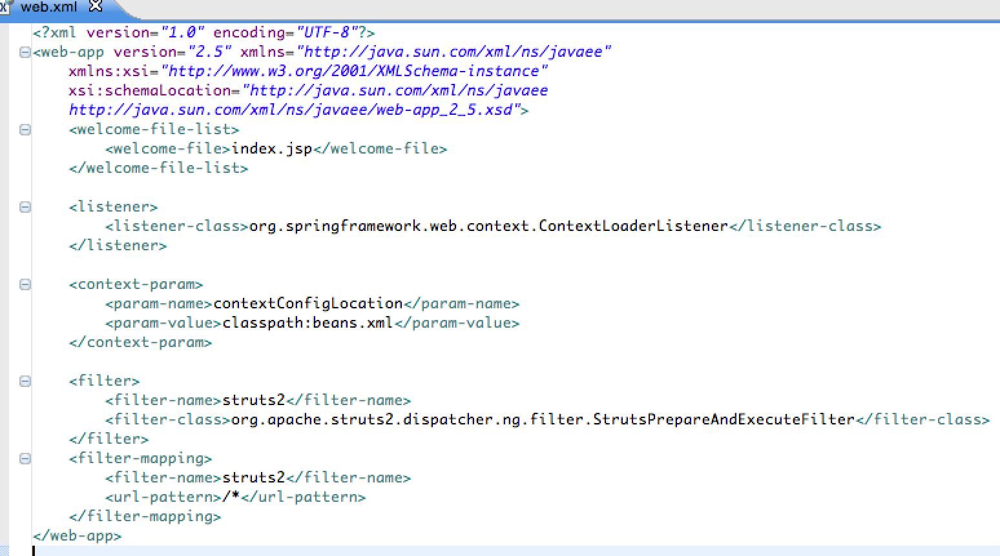 web.xml
<?xml version="1.0" encoding="UTF-8"?>
<web-app version="2.5" xmlns="http://java.sun.com/xml/ns/javaee"
    xmlns:xsi="http://www.w3.org/2001/XMLSchema-instance"
    xsi:schemaLocation="http://java.sun.com/xml/ns/javaee
    http://java.sun.com/xml/ns/javaee/web-app_2_5.xsd">
    <welcome-file-list>
        <welcome-file>index.jsp</welcome-file>
    </welcome-file-list>

    <listener>
        <listener-class>org.springframework.web.context.ContextLoaderListener</listener-class>
    </listener>

    <context-param>
        <param-name>contextConfigLocation</param-name>
        <param-value>classpath:beans.xml</param-value>
    </context-param>

    <filter>
        <filter-name>struts2</filter-name>
        <filter-class>org.apache.struts2.dispatcher.ng.filter.StrutsPrepareAndExecuteFilter</filter-class>
    </filter>
    <filter-mapping>
        <filter-name>struts2</filter-name>
        <url-pattern>/*</url-pattern>
    </filter-mapping>
</web-app>